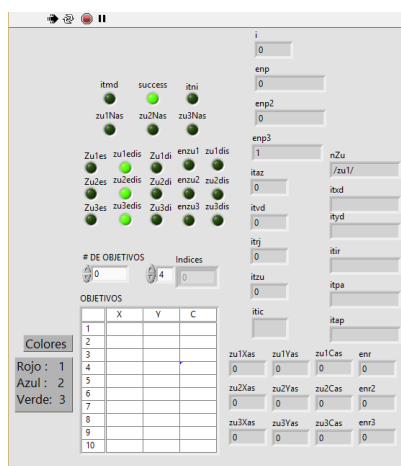 i
0
enp
0
itmd success itni
enp2
0
zu1Nas zu2Nas zu3Nas
enp3
1
nZu
/zu1/
Zu1es zu1edis Zu1di enzu1 zu1dis
itaz
0
itxd
Zu2es zu2edis Zu2di enzu2 zu2dis
itvd
0
ityd
Zu3es zu3edis Zu3di enzu3 zu3dis
itrj
0
itir
# DE OBJETIVOS
0
4
Indices
0
itzu
0
itpa
OBJETIVOS
itic
itap
X Y C
1
2
3
4
5
6
7
8
9
10
Colores
Rojo : 1
Azul : 2
Verde: 3
zu1Xas zu1Yas zu1Cas enr
0 0 0 0
zu2Xas zu2Yas zu2Cas enr2
0 0 0 0
zu3Xas zu3Yas zu3Cas enr3
0 0 0 0